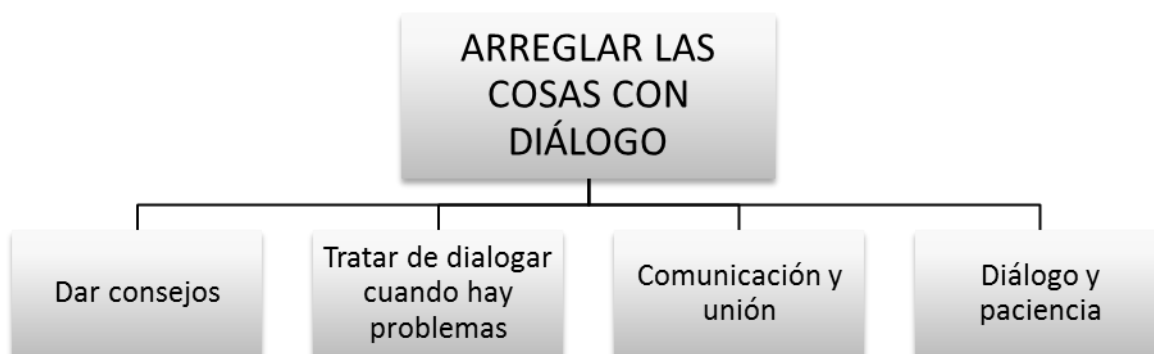 ARREGLAR LAS
COSAS CON
DIÁLOGO
Dar consejos
Tratar de dialogar
cuando hay
problemas
Comunicación y
unión
Diálogo y
paciencia